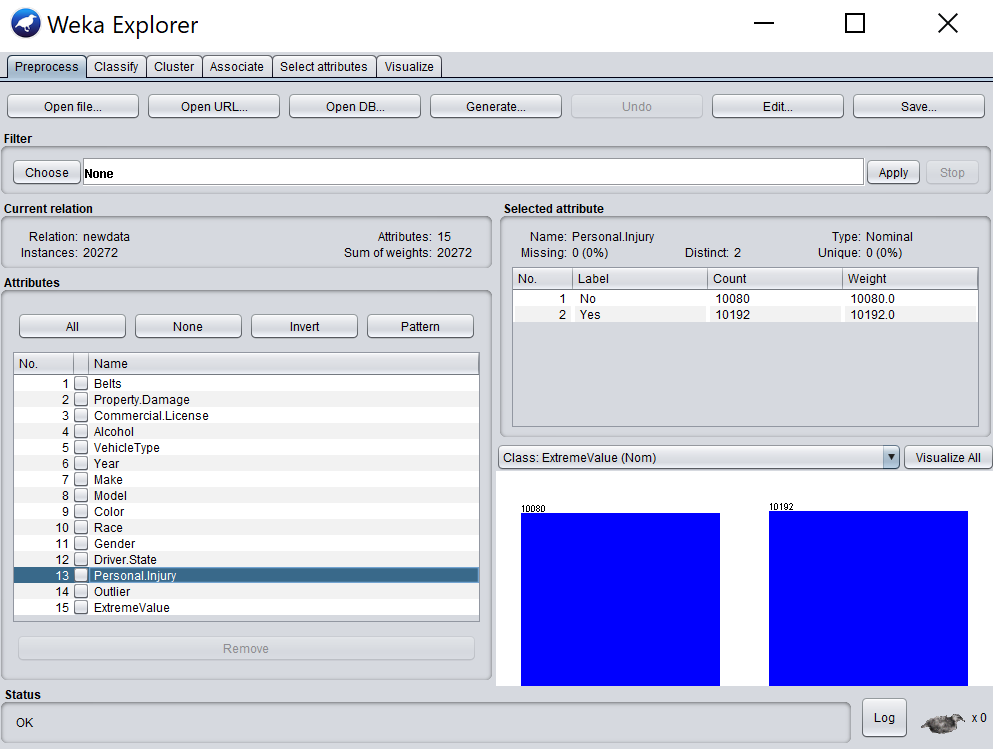 Weka Explorer
Preprocess Classify Cluster Associate Select attributes Visualize
Open file... Open URL... Open DB... Generate... Undo Edit... Save...
Filter
Choose None Apply Stop
Current relation
Relation: newdata Attributes: 15
Instances: 20272 Sum of weights: 20272
Attributes
All None Invert Pattern
No. Name
1 Belts
2 Property.Damage
3 Commercial.License
4 Alcohol
5 VehicleType
6 Year
7 Make
8 Model
9 Color
10 Race
11 Gender
12 Driver.State
13 Personal.Injury
14 Outlier
15 ExtremeValue
Remove
Selected attribute
Name: Personal.Injury Type: Nominal
Missing: 0 (0%) Distinct: 2 Unique: 0 (0%)
No. Label Count Weight
1 No 10080 10080.0
2 Yes 10192 10192.0
Class: ExtremeValue (Nom) Visualize All
10080 10192
Status
OK Log x 0